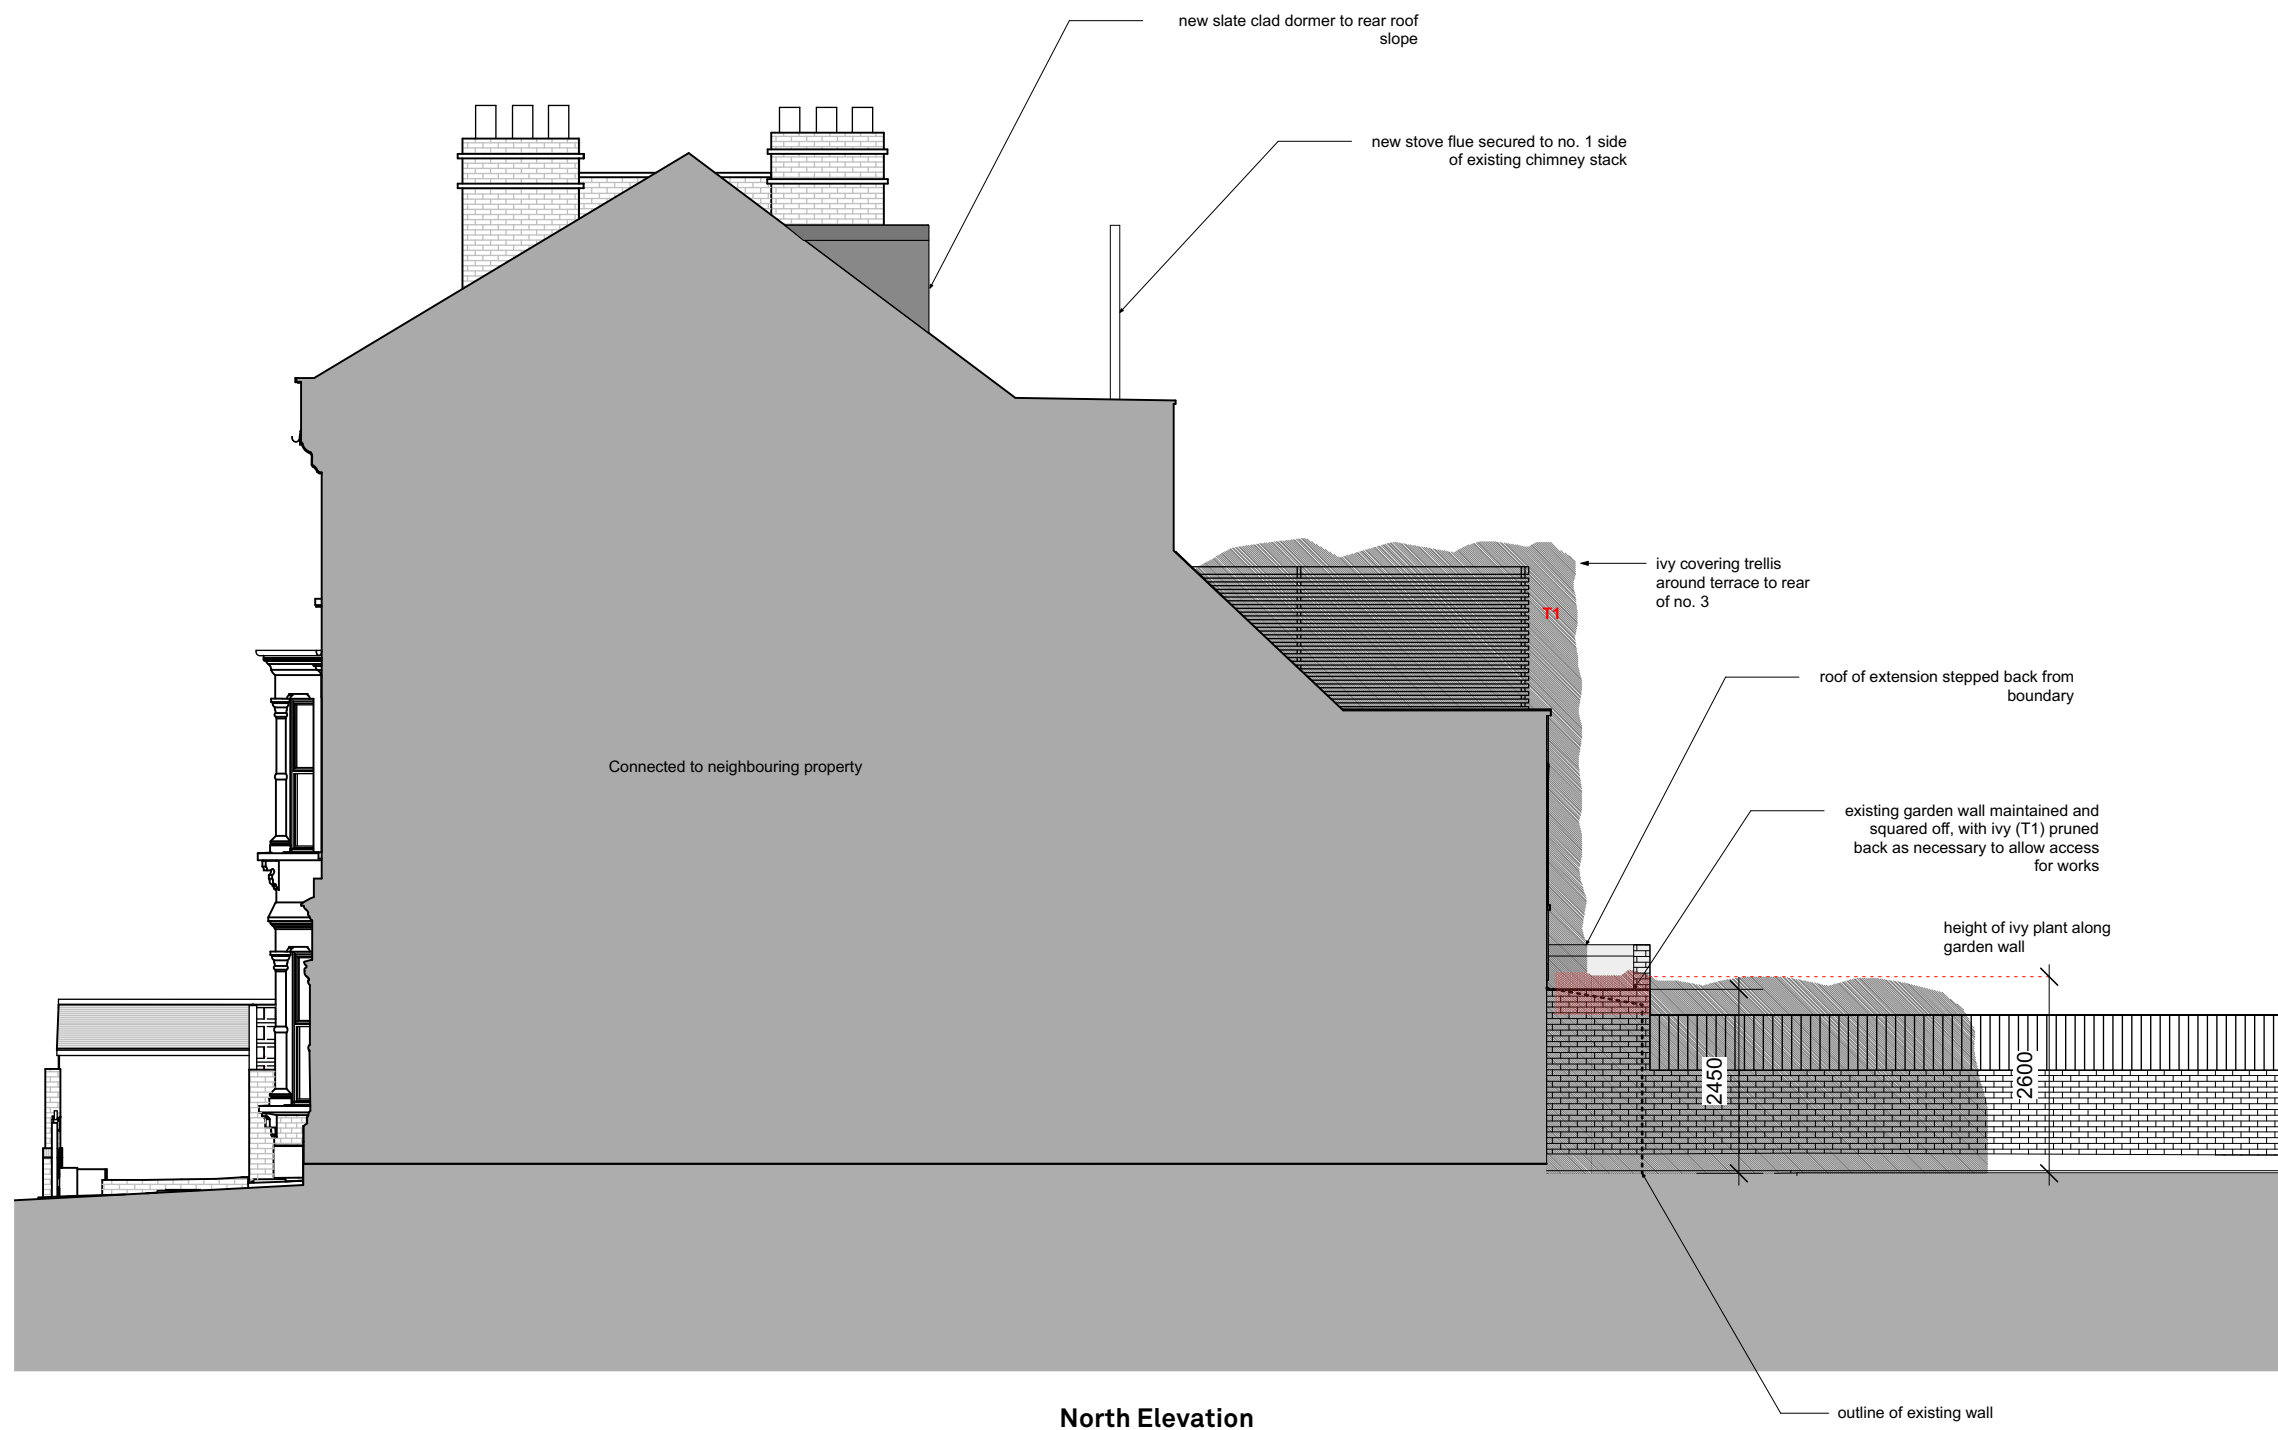 new slate clad dormer to rear roof
slope
new stove flue secured to no. 1 side
of existing chimney stack
ivy covering trellis
around terrace to rear
of no. 3
T1
roof of extension stepped back from
boundary
Connected to neighbouring property
existing garden wall maintained and
squared off, with ivy (T1) pruned
back as necessary to allow access
for works
height of ivy plant along
garden wall
2450
2600
outline of existing wall
North Elevation